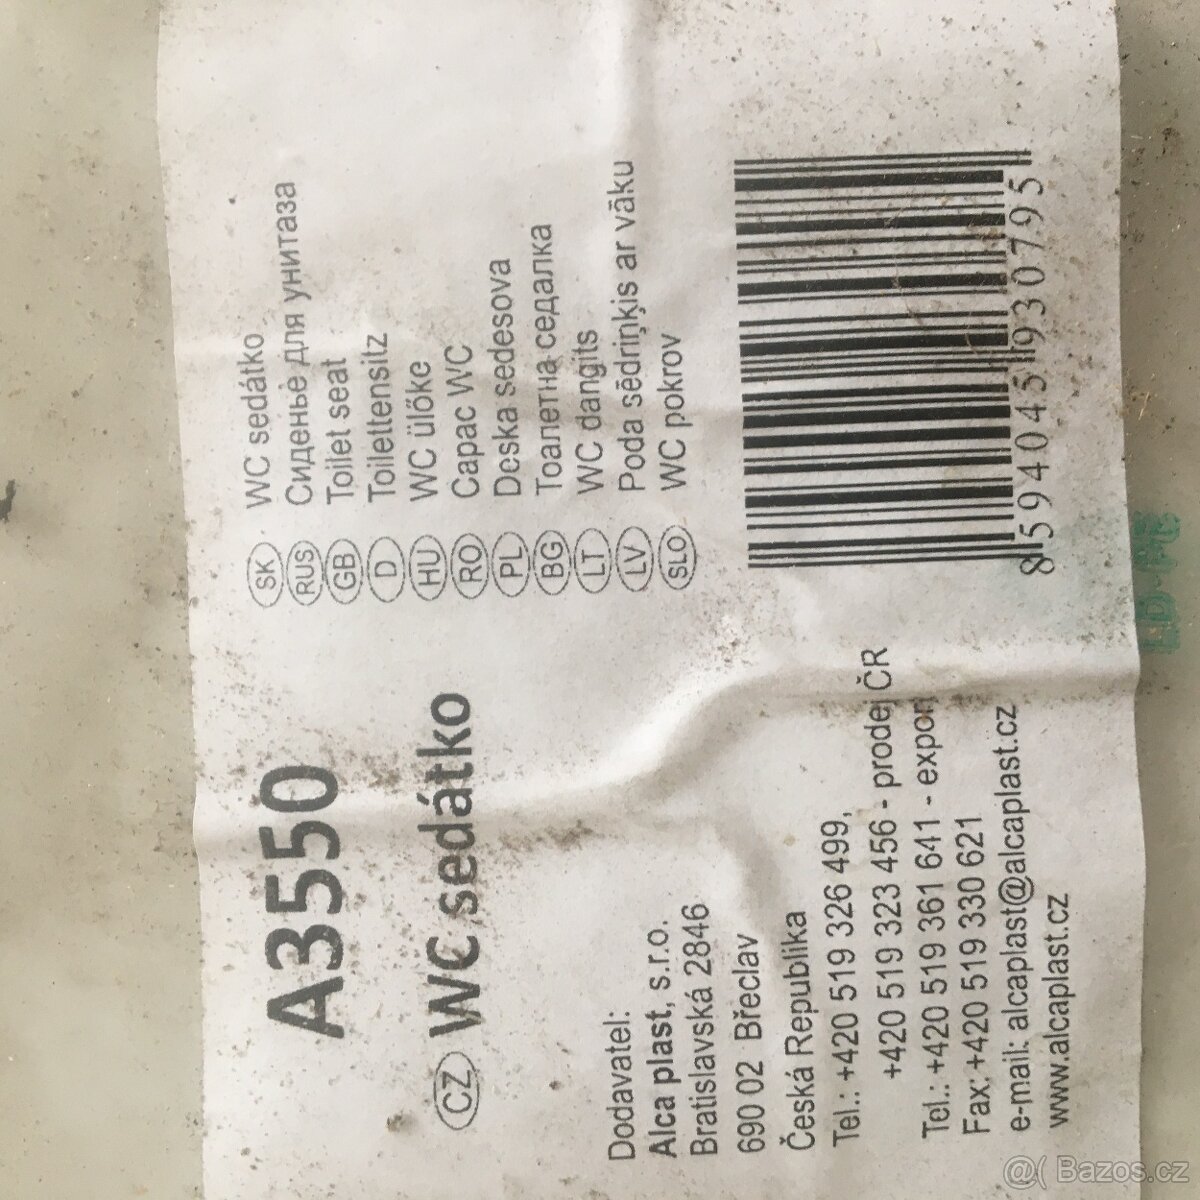 A3550
CZ WC sedátko
SK WC sedátko
RUS Сиденьė для унитаза
GB Toilet seat
D Toilettensitz
HU WC ülőke
RO Capac WC
PL Deska sedesova
BG Тоалетна седалка
LT WC dangits
LV Poda sēdriņķis ar vāku
SLO WC pokrov
Dodavatel:
Alca plast, s.r.o.
Bratislavská 2846
690 02 Břeclav
Česká Republika
Tel.: +420 519 326 499,
+420 519 323 456 - prodej ČR
Tel.: +420 519 361 641 - export
Fax: +420 519 330 621
e-mail: alcaplast@alcaplast.cz
www.alcaplast.cz
8 594045 930795
@( Bazos.cz